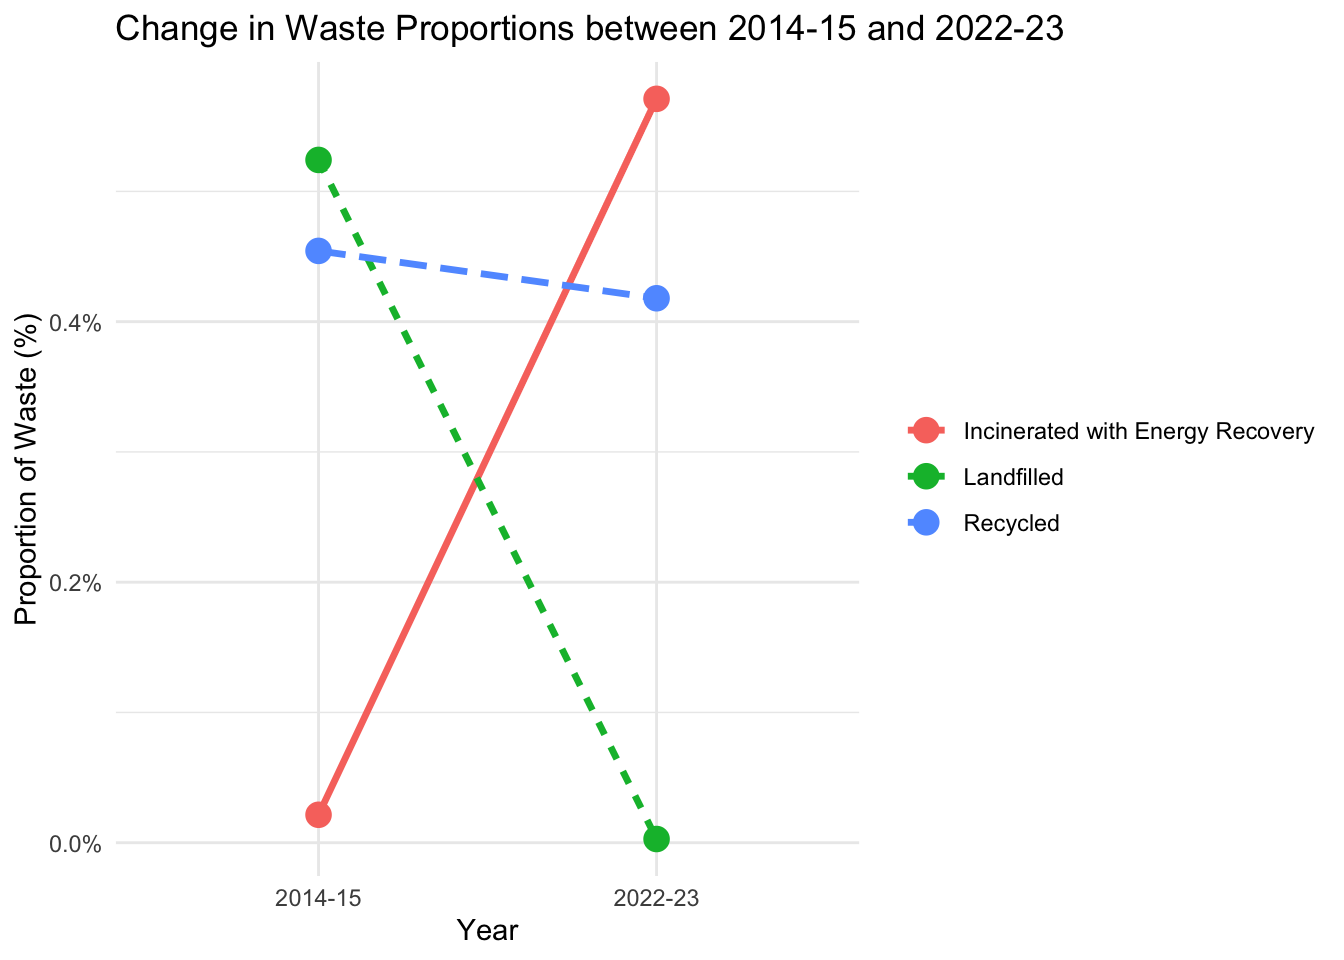 Change in Waste Proportions between 2014-15 and 2022-23
Proportion of Waste (%)
0.4%
0.2%
0.0%
2014-15
2022-23
Year
Incinerated with Energy Recovery
Landfilled
Recycled